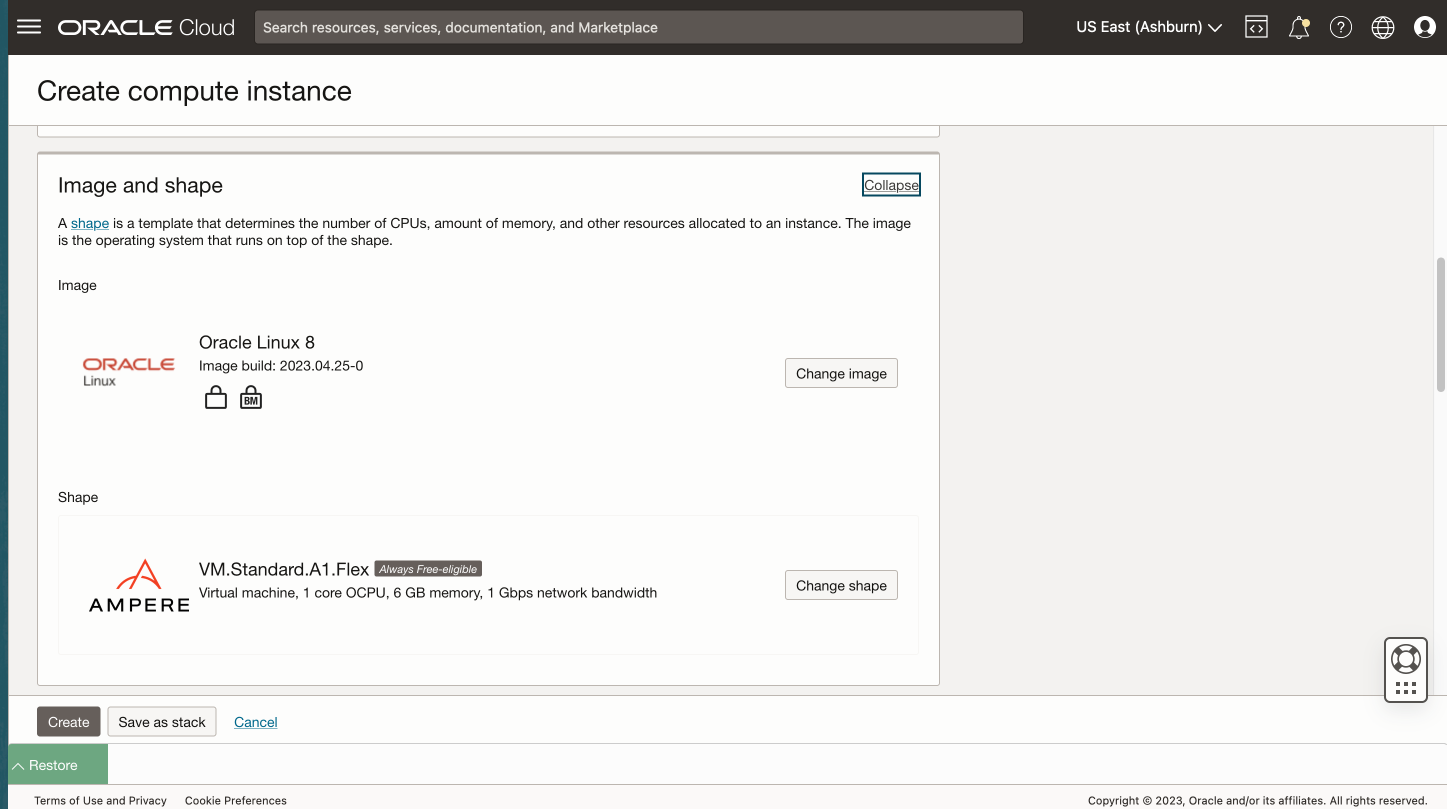 ORACLE Cloud
Search resources, services, documentation, and Marketplace
US East (Ashburn)
Create compute instance
Image and shape
Collapse
A shape is a template that determines the number of CPUs, amount of memory, and other resources allocated to an instance. The image
is the operating system that runs on top of the shape.
Image
ORACLE
Linux
Oracle Linux 8
Image build: 2023.04.25-0
BM
Change image
Shape
AMPERE
VM.Standard.A1.Flex Always Free-eligible
Virtual machine, 1 core OCPU, 6 GB memory, 1 Gbps network bandwidth
Change shape
Create Save as stack Cancel
Restore
Terms of Use and Privacy Cookie Preferences
Copyright © 2023, Oracle and/or its affiliates. All rights reserved.